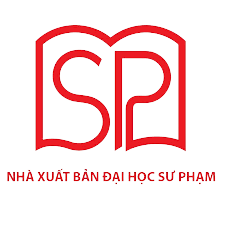 SP
NHÀ XUẤT BẢN ĐẠI HỌC SƯ PHẠM